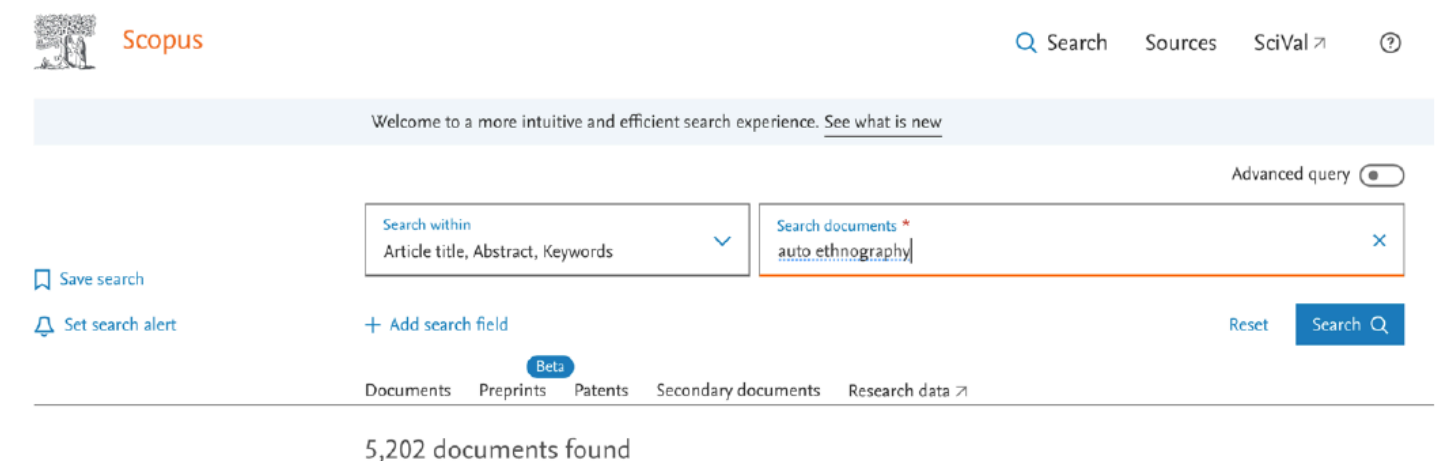 Scopus
Search Sources SciVal ↗ ?
Welcome to a more intuitive and efficient search experience. See what is new
Advanced query
Search within
Article title, Abstract, Keywords
Search documents *
auto ethnography
Save search
Set search alert
+ Add search field
Reset Search
Beta
Documents Preprints Patents Secondary documents Research data ↗
5,202 documents found